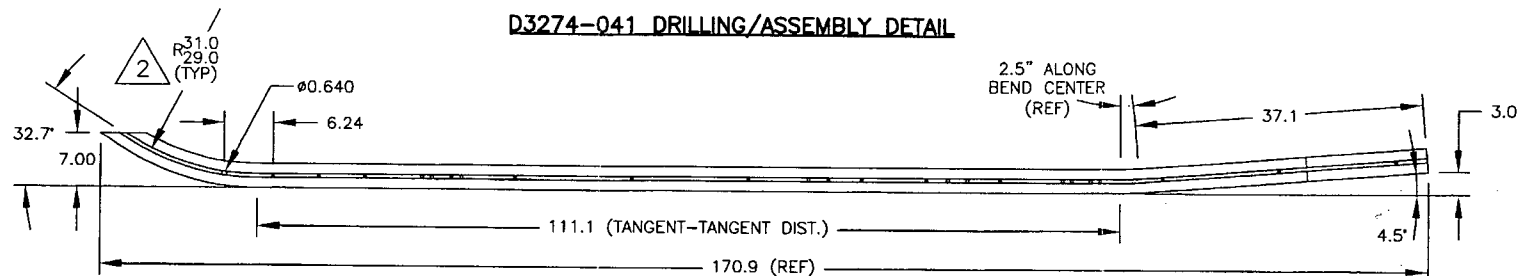 D3274-041 DRILLING/ASSEMBLY DETAIL
2
R31.0
29.0
(TYP)
ø0.640
6.24
32.7°
7.00
2.5" ALONG
BEND CENTER
(REF)
37.1
3.0
111.1 (TANGENT-TANGENT DIST.)
4.5°
170.9 (REF)